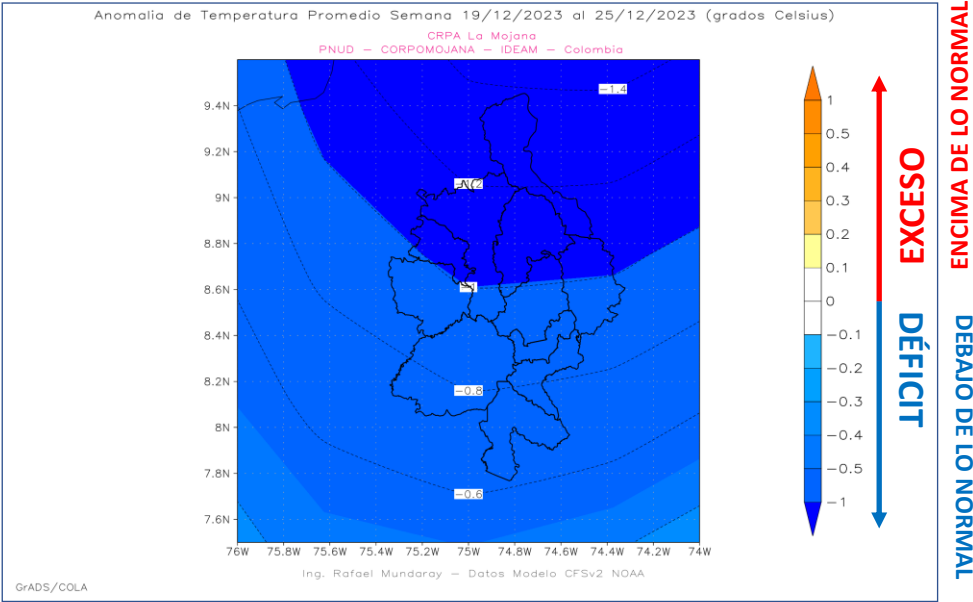 Anomalia de Temperatura Promedio Semana 19/12/2023 al 25/12/2023 (grados Celsius)
CRPA La Mojana
PNUD – CORPOMOJANA – IDEAM – Colombia
9.4N
9.2N
9N
8.8N
8.6N
8.4N
8.2N
8N
7.8N
7.6N
76W 75.8W 75.6W 75.4W 75.2W 75W 74.8W 74.6W 74.4W 74.2W 74W
−1.4
−1.2
−1
−0.8
−0.6
1
0.5
0.4
0.3
0.2
0.1
0
−0.1
−0.2
−0.3
−0.4
−0.5
−1
EXCESO
DÉFICIT
ENCIMA DE LO NORMAL
DEBAJO DE LO NORMAL
Ing. Rafael Mundaray – Datos Modelo CFSv2 NOAA
GrADS/COLA